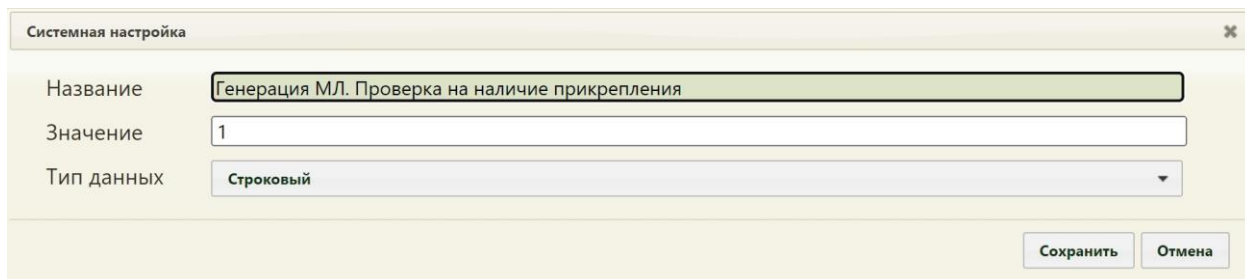 Системная настройка
Название Генерация МЛ. Проверка на наличие прикрепления
Значение 1
Тип данных Строковый
Сохранить Отмена